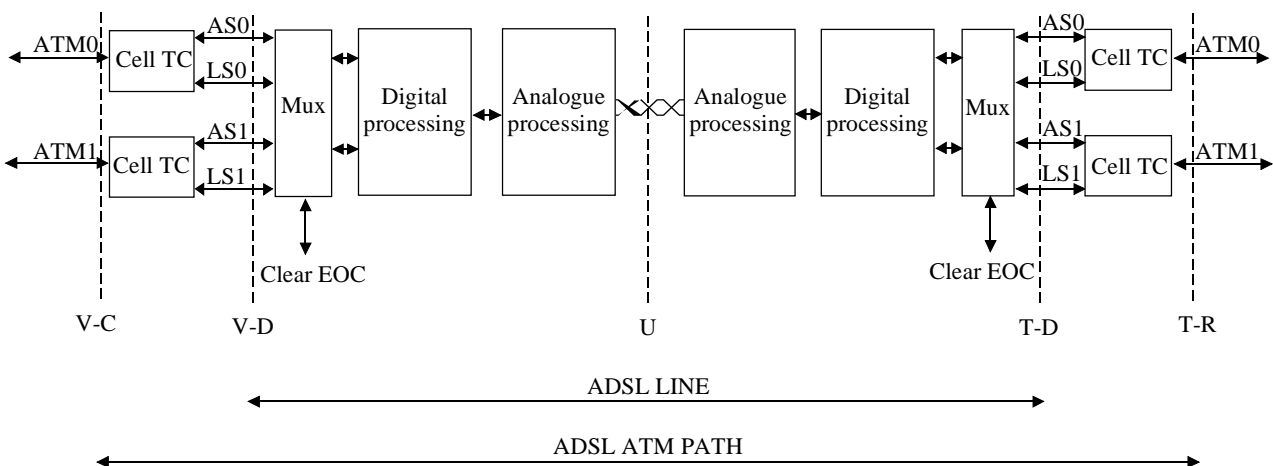 AS0
AS0
ATM0
Cell TC
LS0
Mux
Digital
processing
Analogue
processing
Analogue
processing
Digital
processing
Mux
LS0
Cell TC
ATM0
AS1
AS1
ATM1
Cell TC
LS1
LS1
Cell TC
ATM1
Clear EOC
Clear EOC
V-C
V-D
U
T-D
T-R
ADSL LINE
ADSL ATM PATH